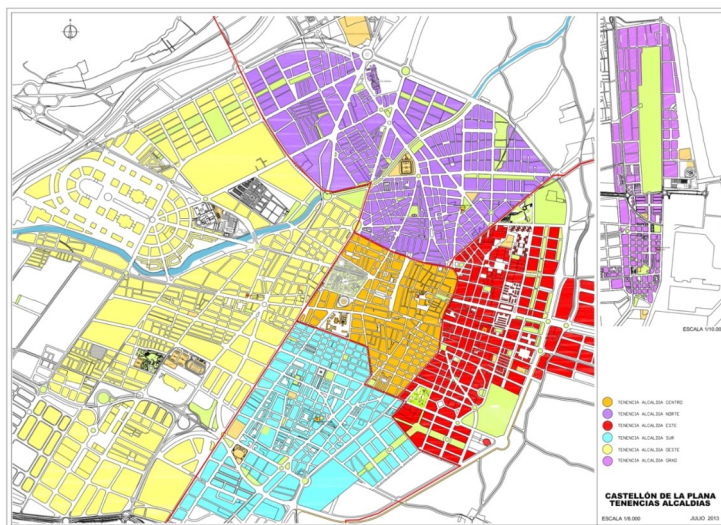 ESCALA 1/10.000
TENENCIA ALCALDIA CENTRO
TENENCIA ALCALDIA NORTE
TENENCIA ALCALDIA ESTE
TENENCIA ALCALDIA SUR
TENENCIA ALCALDIA OESTE
TENENCIA ALCALDIA GRAO
CASTELLÓN DE LA PLANA
TENENCIAS ALCALDIAS
ESCALA 1/8.000 JULIO 2013